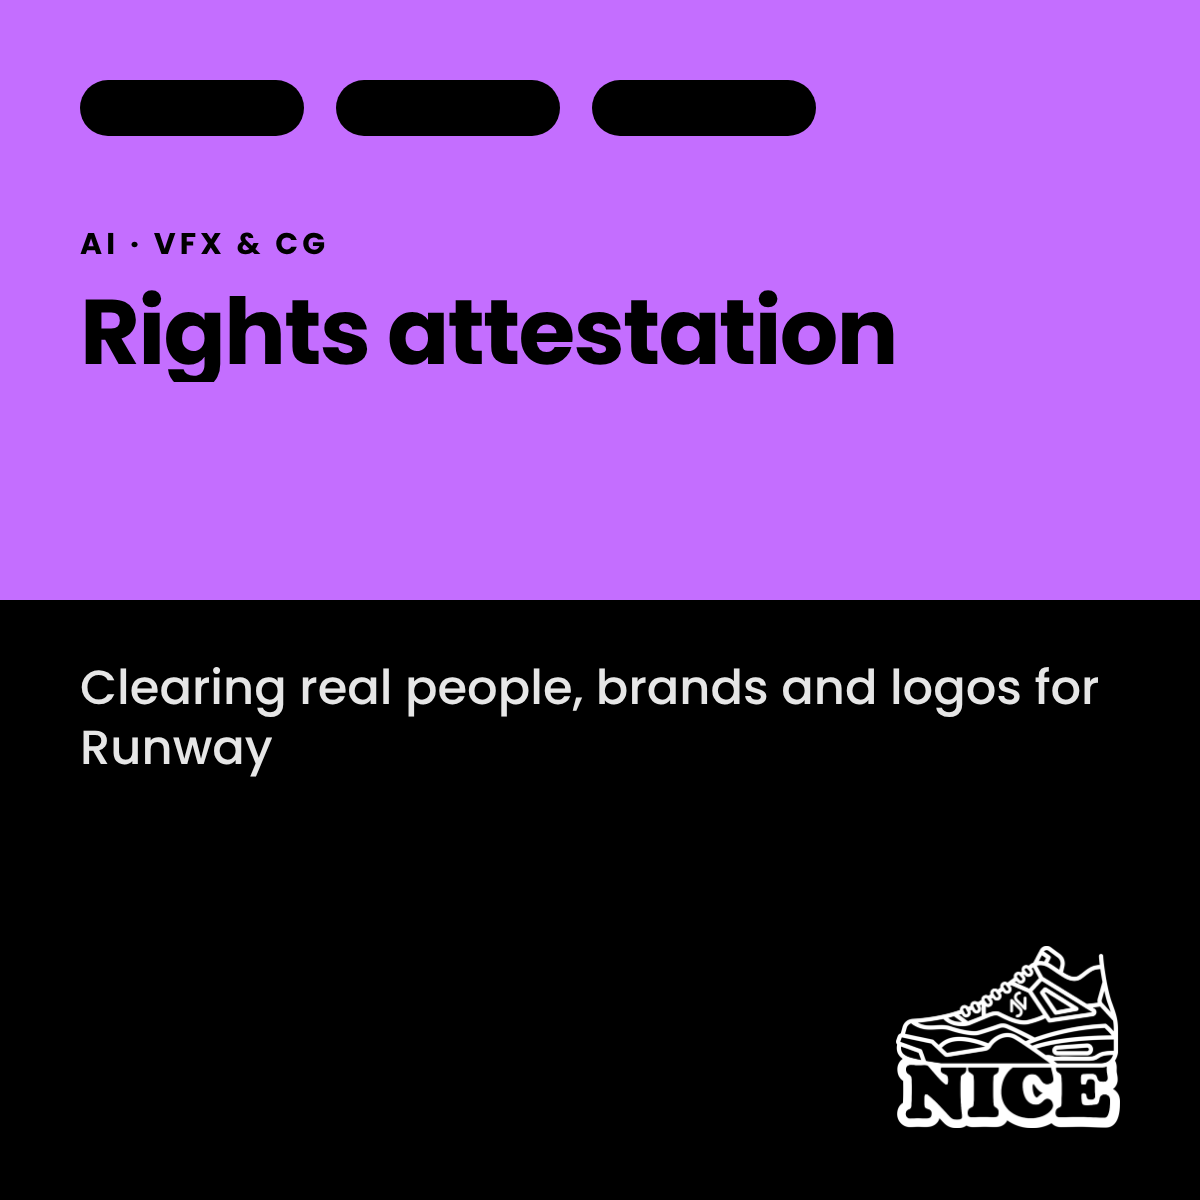 AI · VFX & CG
Rights attestation
Clearing real people, brands and logos for
Runway
NICE